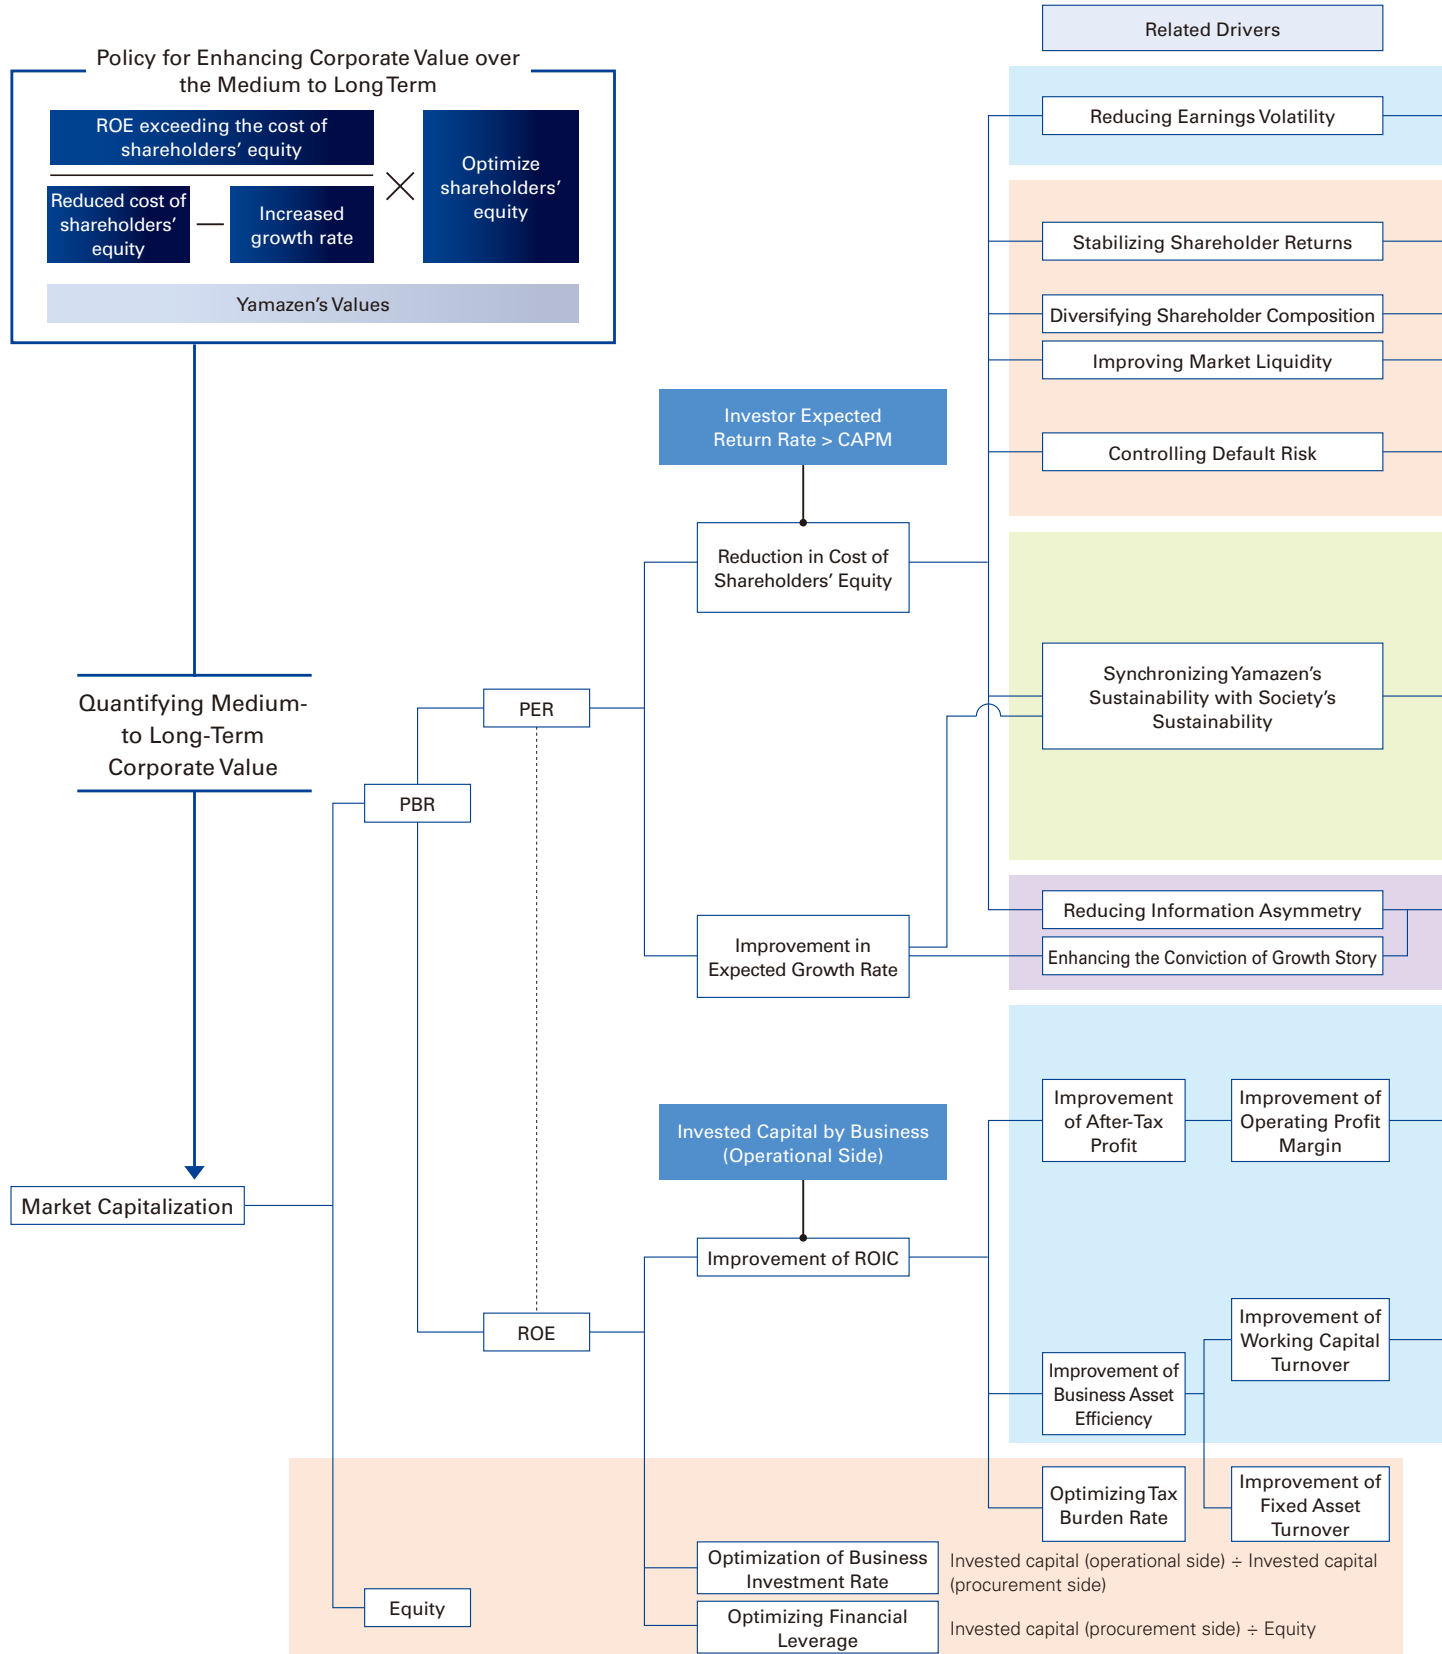 Policy for Enhancing Corporate Value over
the Medium to Long Term
ROE exceeding the cost of
shareholders' equity
Reduced cost of
shareholders'
equity
Increased
growth rate
Optimize
shareholders'
equity
Yamazen's Values
Quantifying Medium-
to Long-Term
Corporate Value
Market Capitalization
PBR
Equity
PER
ROE
Investor Expected
Return Rate > CAPM
Reduction in Cost of
Shareholders' Equity
Improvement in
Expected Growth Rate
Invested Capital by Business
(Operational Side)
Improvement of ROIC
Optimization of Business
Investment Rate
Invested capital (operational side) ÷ Invested capital
(procurement side)
Optimizing Financial
Leverage
Invested capital (procurement side) ÷ Equity
Related Drivers
Reducing Earnings Volatility
Stabilizing Shareholder Returns
Diversifying Shareholder Composition
Improving Market Liquidity
Controlling Default Risk
Synchronizing Yamazen's
Sustainability with Society's
Sustainability
Reducing Information Asymmetry
Enhancing the Conviction of Growth Story
Improvement
of After-Tax
Profit
Improvement of
Operating Profit
Margin
Improvement of
Business Asset
Efficiency
Improvement of
Working Capital
Turnover
Optimizing Tax
Burden Rate
Improvement of
Fixed Asset
Turnover